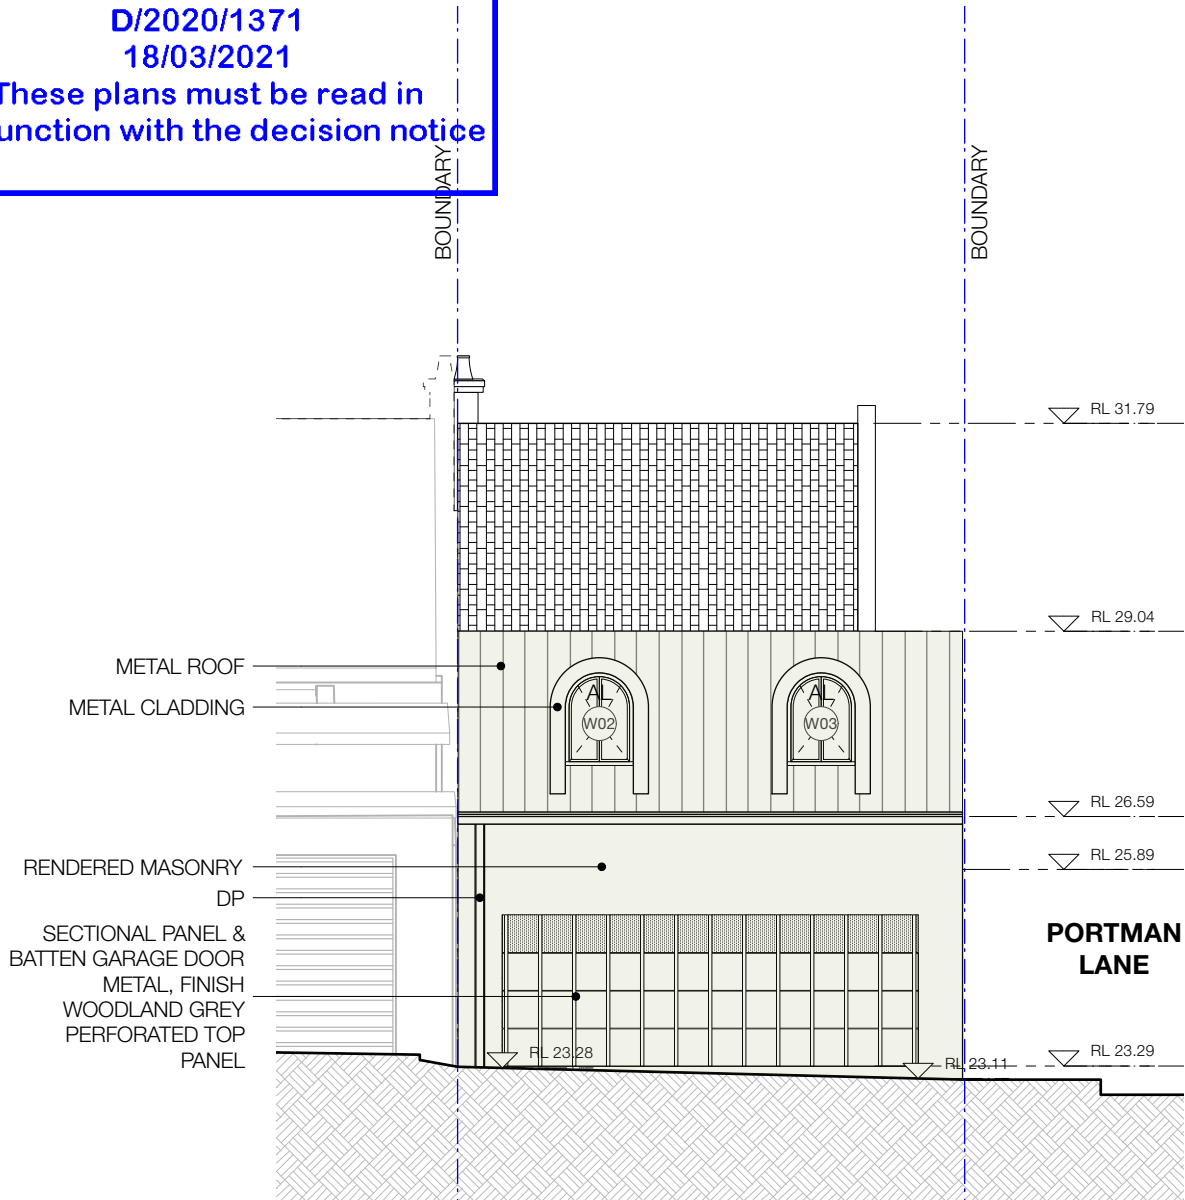 D/2020/1371
18/03/2021
These plans must be read in
unction with the decision notice
BOUNDARY
BOUNDARY
RL 31.79
RL 29.04
METAL ROOF
METAL CLADDING
AL
W02
AL
W03
RL 26.59
RL 25.89
RENDERED MASONRY
DP
SECTIONAL PANEL &
BATTEN GARAGE DOOR
METAL, FINISH
WOODLAND GREY
PERFORATED TOP
PANEL
PORTMAN
LANE
RL 23.28
RL 23.11
RL 23.29